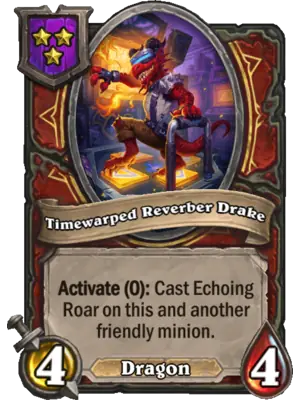 Timewarped Reverber Drake
Activate (0): Cast Echoing
Roar on this and another
friendly minion.
4
Dragon
4